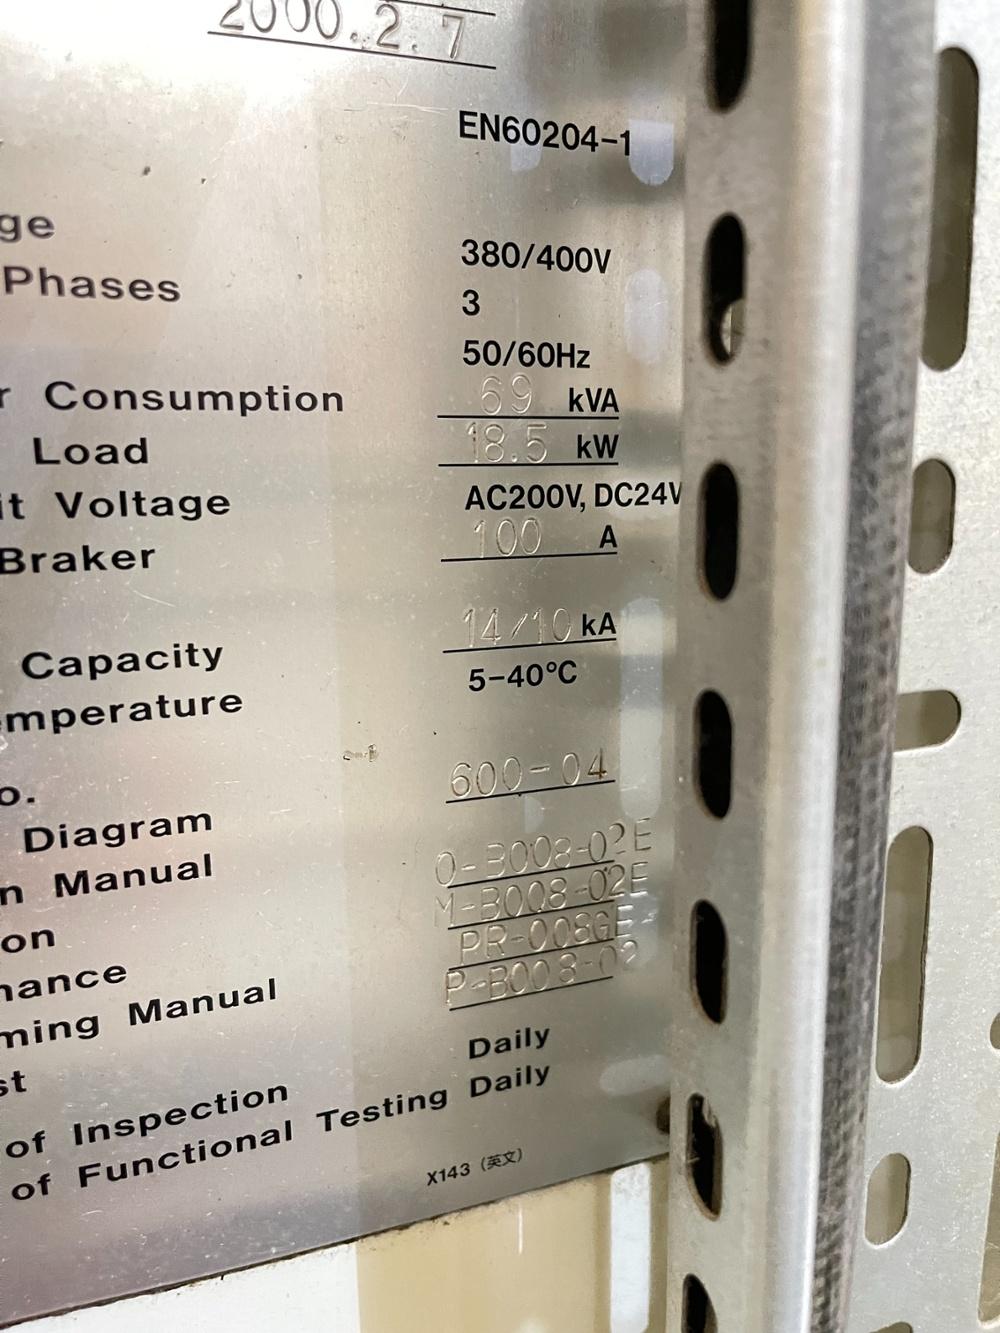 2000.2.7
EN60204-1
ge 380/400V
Phases 3
50/60Hz
r Consumption 69 kVA
Load 18.5 kW
it Voltage AC200V, DC24V
Braker 100 A
Capacity 14/10 kA
mperature 5-40°C
o. 600-04
Diagram
n Manual O-B008-02E
on M-B008-02E
nance PR-008GE
ming Manual P-B008-02
st
of Inspection Daily
of Functional Testing Daily
X143 (英文)